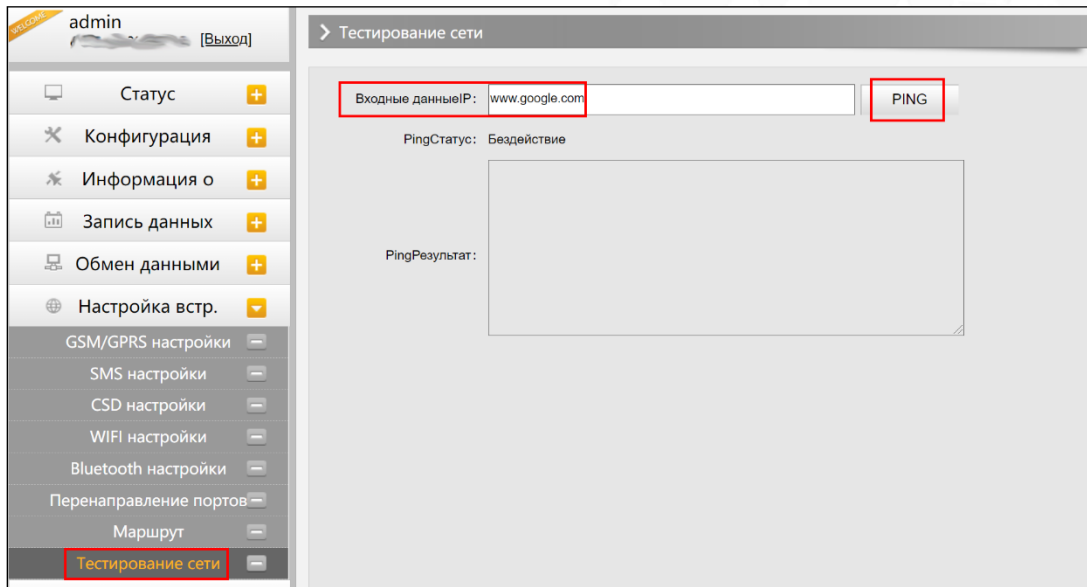 WELCOME
admin
[Выход]
Статус
Конфигурация
Информация о
Запись данных
Обмен данными
Настройка встр.
GSM/GPRS настройки
SMS настройки
CSD настройки
WIFI настройки
Bluetooth настройки
Перенаправление портов
Маршрут
Тестирование сети
Тестирование сети
Входные данныеIP: www.google.com PING
PingСтатус: Бездействие
PingРезультат: